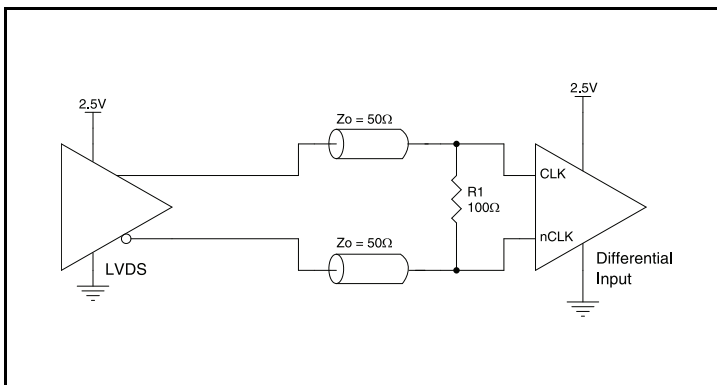 2.5V
2.5V
Zo = 50Ω
CLK
R1
100Ω
nCLK
Zo = 50Ω
LVDS
Differential
Input